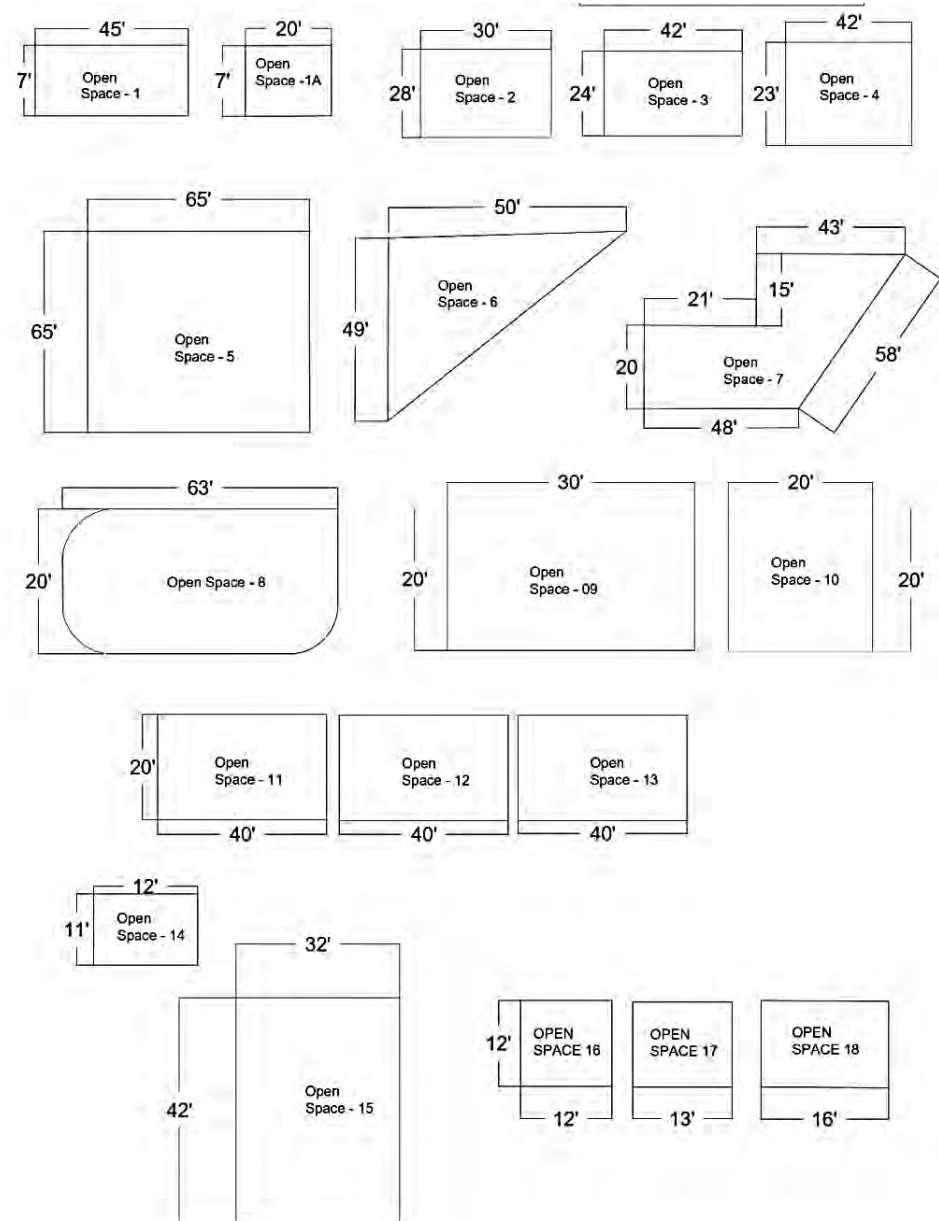 45'
20'
30'
42'
42'
7'
Open
Space - 1
7'
Open
Space -1A
28'
Open
Space - 2
24'
Open
Space - 3
23'
Open
Space - 4
65'
50'
43'
65'
Open
Space - 5
49'
Open
Space - 6
21'
15'
20
Open
Space - 7
58'
48'
63'
30'
20'
20'
Open Space - 8
20'
Open
Space - 09
Open
Space - 10
20'
20'
Open
Space - 11
Open
Space - 12
Open
Space - 13
40'
40'
40'
12'
11'
Open
Space - 14
32'
42'
Open
Space - 15
12'
OPEN
SPACE 16
OPEN
SPACE 17
OPEN
SPACE 18
12'
13'
16'